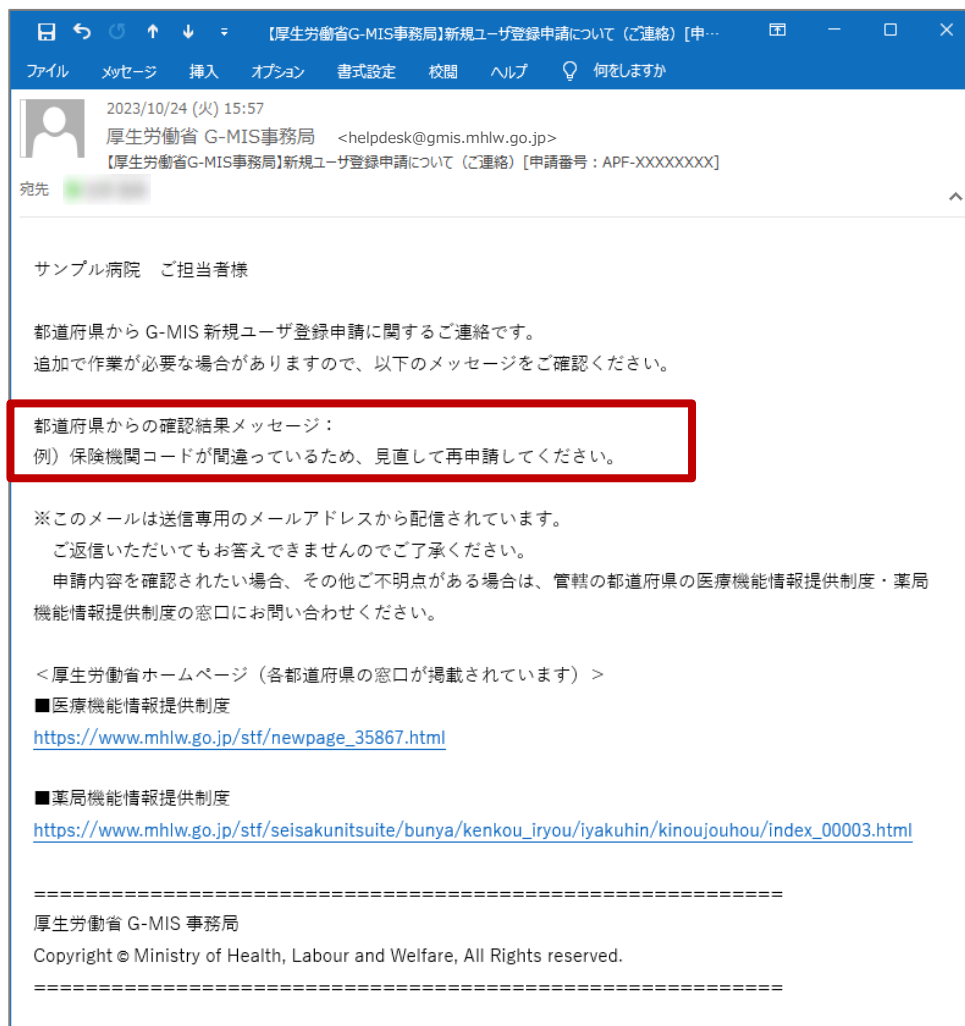 【厚生労働省G-MIS事務局】新規ユーザ登録申請について（ご連絡）[申…
ファイル メッセージ 挿入 オプション 書式設定 校閲 ヘルプ 何をしますか
2023/10/24 (火) 15:57
厚生労働省 G-MIS事務局 <helpdesk@gmis.mhlw.go.jp>
【厚生労働省G-MIS事務局】新規ユーザ登録申請について（ご連絡）[申請番号：APF-XXXXXXXX]
宛先
サンプル病院　ご担当者様
都道府県から G-MIS 新規ユーザ登録申請に関するご連絡です。
追加で作業が必要な場合がありますので、以下のメッセージをご確認ください。
都道府県からの確認結果メッセージ：
例）保険機関コードが間違っているため、見直して再申請してください。
※このメールは送信専用のメールアドレスから配信されています。
ご返信いただいてもお答えできませんのでご了承ください。
申請内容を確認されたい場合、その他ご不明点がある場合は、管轄の都道府県の医療機能情報提供制度・薬局
機能情報提供制度の窓口にお問い合わせください。
＜厚生労働省ホームページ（各都道府県の窓口が掲載されています）＞
■医療機能情報提供制度
https://www.mhlw.go.jp/stf/newpage_35867.html
■薬局機能情報提供制度
https://www.mhlw.go.jp/stf/seisakunitsuite/bunya/kenkou_iryou/iyakuhin/kinoujouhou/index_00003.html
==========================================================
厚生労働省 G-MIS 事務局
Copyright © Ministry of Health, Labour and Welfare, All Rights reserved.
==========================================================